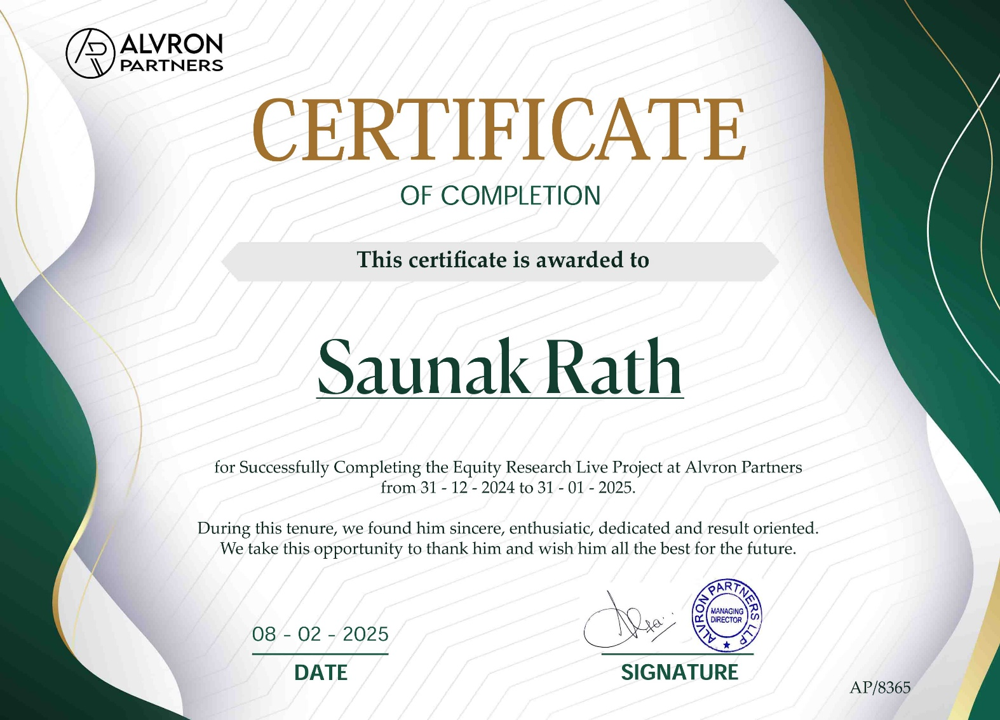 ALVRON
PARTNERS
CERTIFICATE
OF COMPLETION
This certificate is awarded to
Saunak Rath
for Successfully Completing the Equity Research Live Project at Alvron Partners
from 31 - 12 - 2024 to 31 - 01 - 2025.
During this tenure, we found him sincere, enthusiatic, dedicated and result oriented.
We take this opportunity to thank him and wish him all the best for the future.
08 - 02 - 2025
DATE
ALVRON PARTNERS LLP
MANAGING
DIRECTOR
SIGNATURE
AP/8365